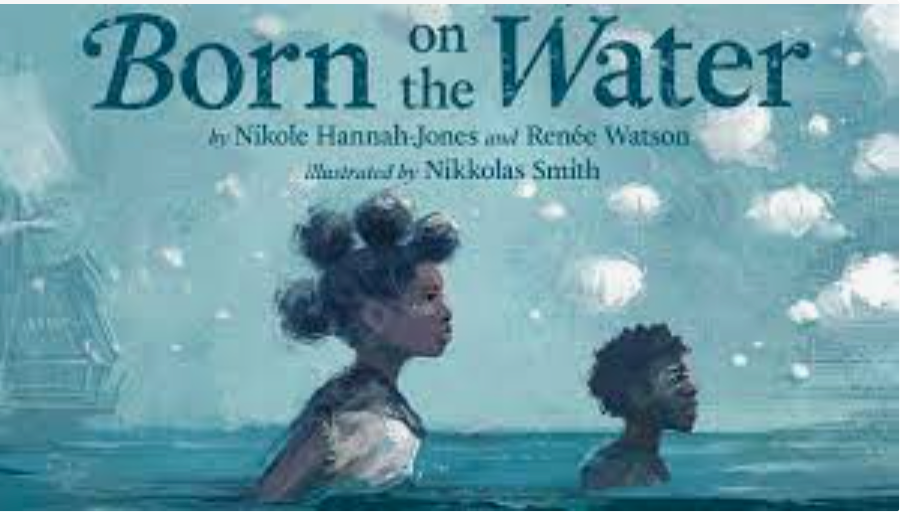 Born on the Water
by Nikole Hannah-Jones and Renée Watson
illustrated by Nikkolas Smith